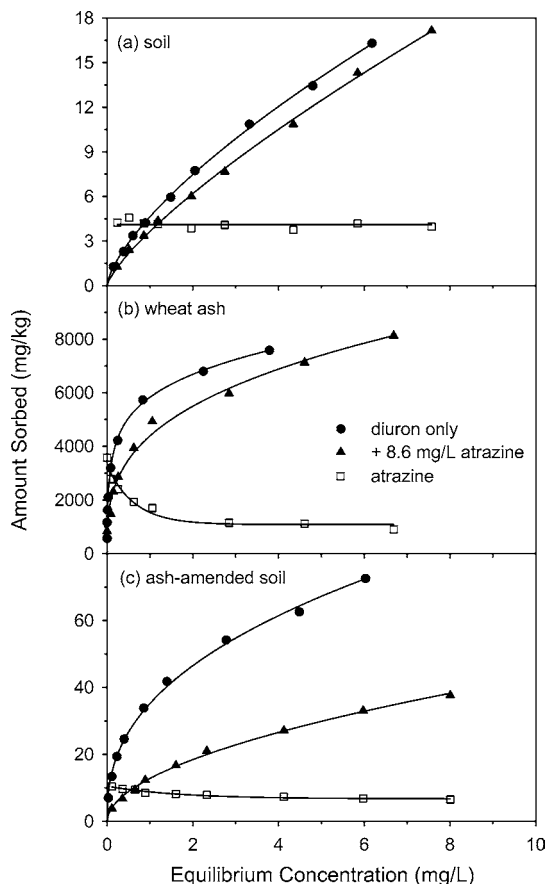 (a) soil
18
15
12
9
6
3
0
(b) wheat ash
8000
6000
4000
2000
0
diuron only
+ 8.6 mg/L atrazine
atrazine
Amount Sorbed (mg/kg)
(c) ash-amended soil
60
40
20
0
0 2 4 6 8 10
Equilibrium Concentration (mg/L)